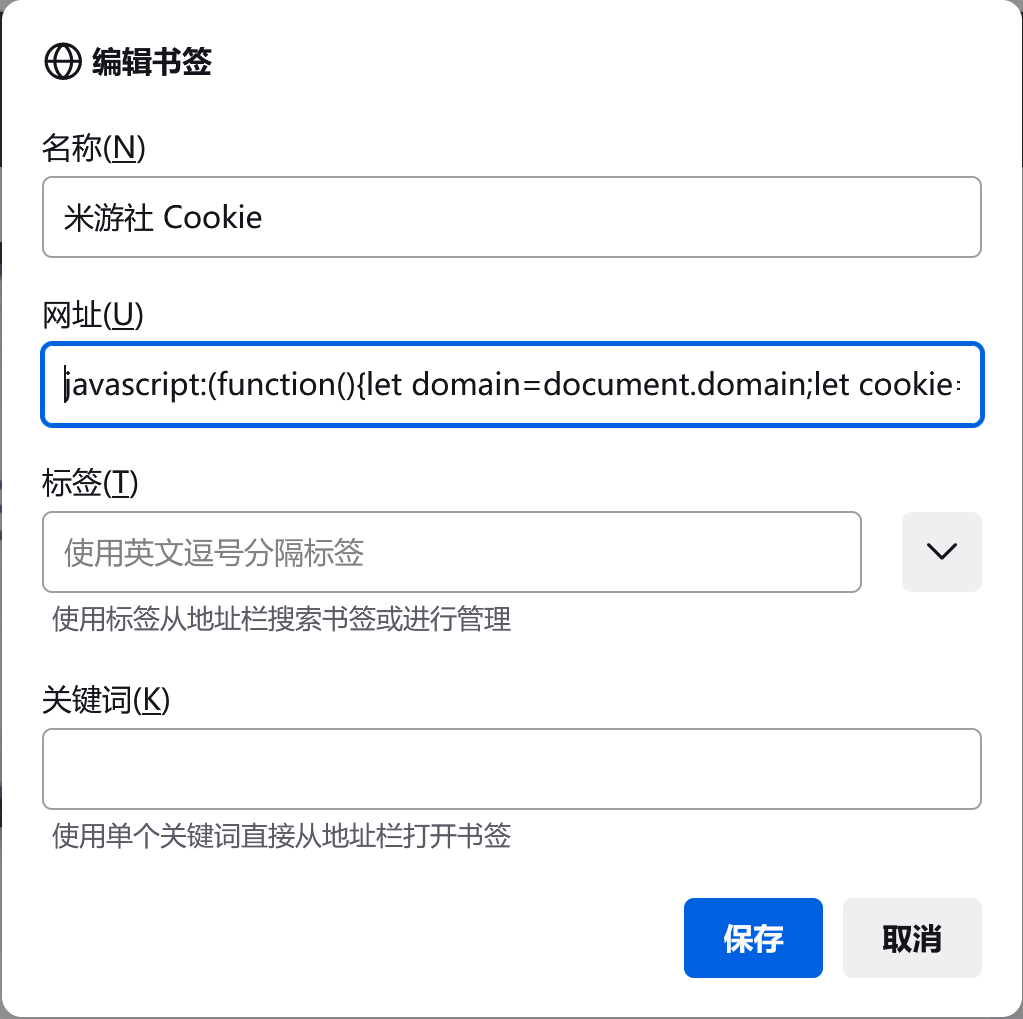 编辑书签
名称(N)
米游社 Cookie
网址(U)
javascript:(function(){let domain=document.domain;let cookie=
标签(T)
使用英文逗号分隔标签
使用标签从地址栏搜索书签或进行管理
关键词(K)
使用单个关键词直接从地址栏打开书签
保存 取消